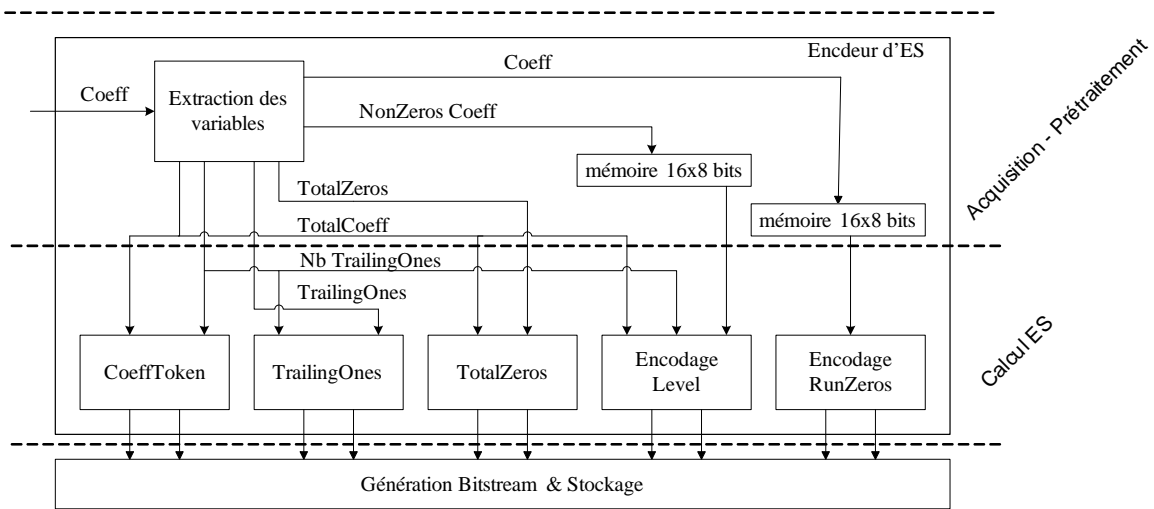 Encdeur d'ES
Coeff
Coeff
Extraction des
variables
NonZeros Coeff
mémoire 16x8 bits
TotalZeros
mémoire 16x8 bits
TotalCoeff
Acquisition - Prétraitement
Nb TrailingOnes
TrailingOnes
CoeffToken
TrailingOnes
TotalZeros
Encodage
Level
Encodage
RunZeros
Calcul ES
Génération Bitstream & Stockage